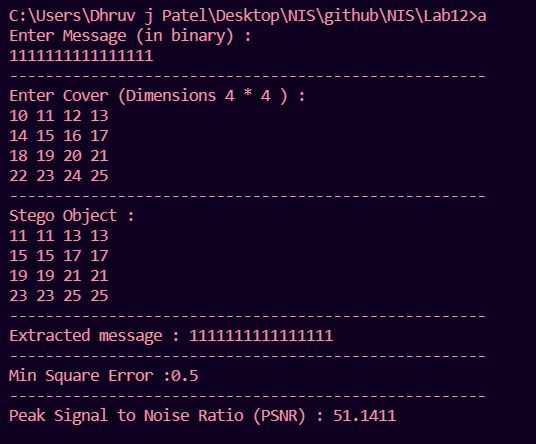 C:\Users\Dhruv j Patel\Desktop\NIS\github\NIS\Lab12>a
Enter Message (in binary) :
1111111111111111
------------------------------------------------
Enter Cover (Dimensions 4 * 4 ) :
10 11 12 13
14 15 16 17
18 19 20 21
22 23 24 25
------------------------------------------------
Stego Object :
11 11 13 13
15 15 17 17
19 19 21 21
23 23 25 25
------------------------------------------------
Extracted message : 1111111111111111
------------------------------------------------
Min Square Error :0.5
------------------------------------------------
Peak Signal to Noise Ratio (PSNR) : 51.1411